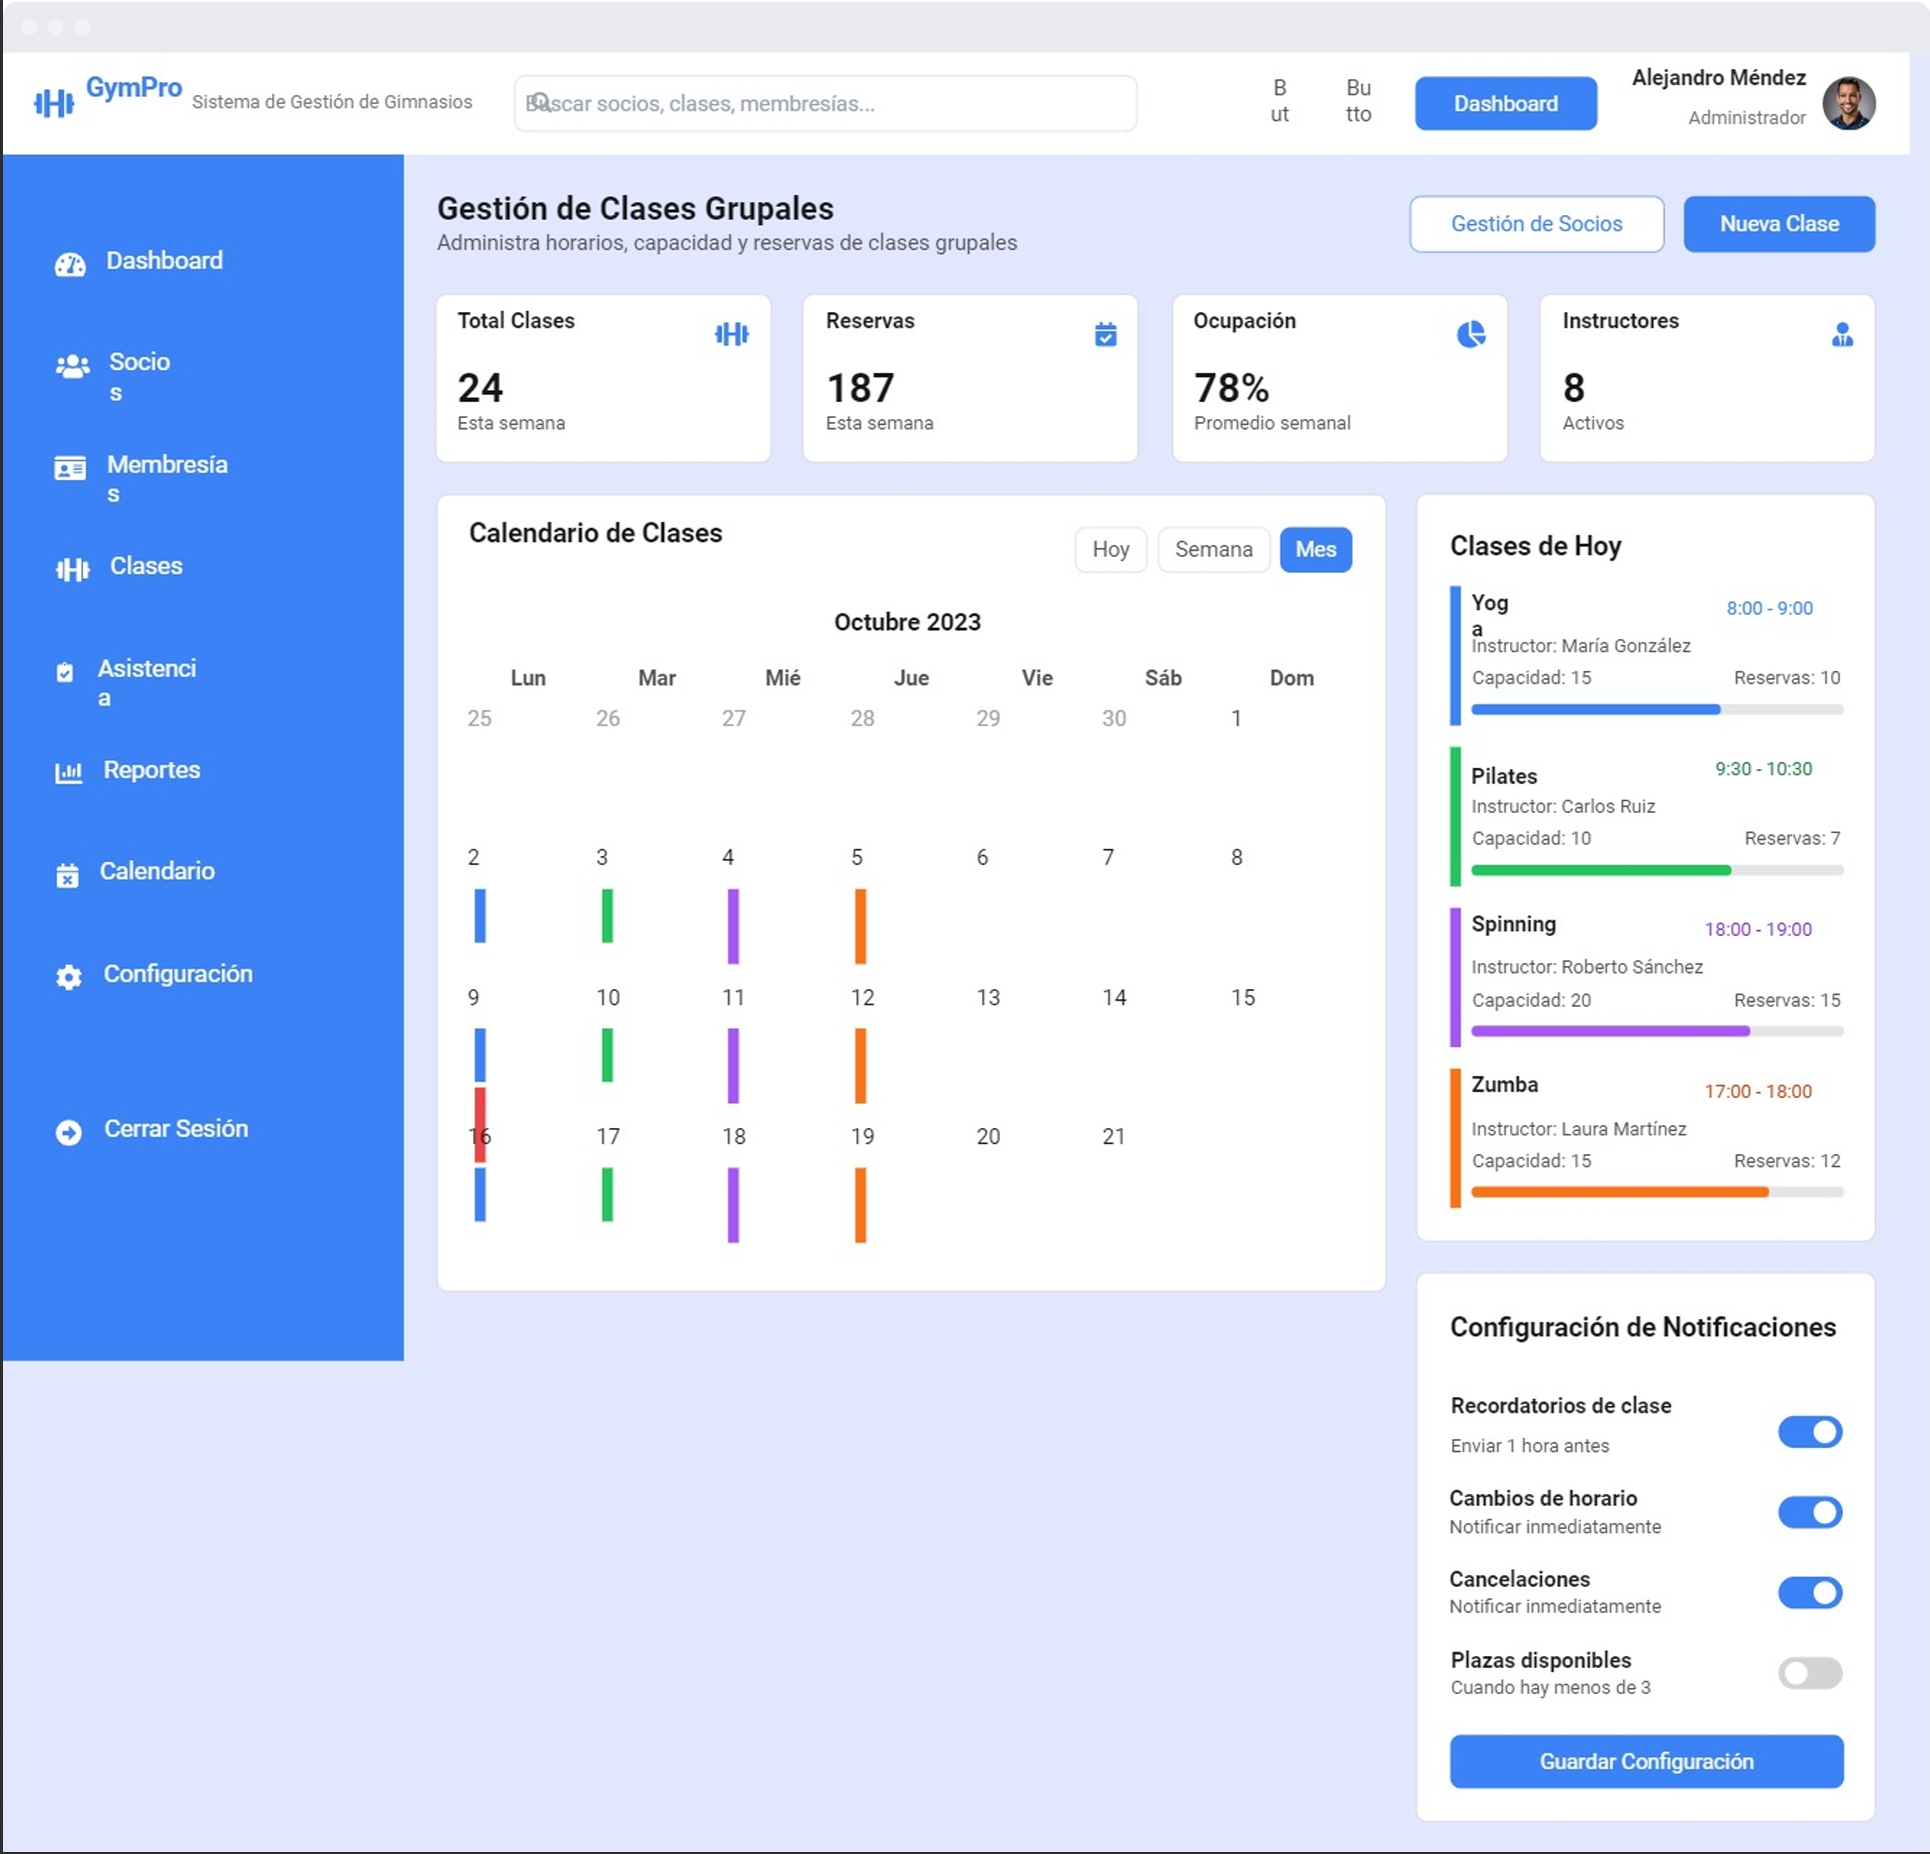 GymPro
Sistema de Gestión de Gimnasios
Buscar socios, clases, membresías...
B
ut
Bu
tto
Dashboard
Alejandro Méndez
Administrador
Dashboard
Socio
s
Membresía
s
Clases
Asistenci
a
Reportes
Calendario
Configuración
Cerrar Sesión
Gestión de Clases Grupales
Administra horarios, capacidad y reservas de clases grupales
Gestión de Socios
Nueva Clase
Total Clases
24
Esta semana
Reservas
187
Esta semana
Ocupación
78%
Promedio semanal
Instructores
8
Activos
Calendario de Clases
Hoy
Semana
Mes
Octubre 2023
Lun Mar Mié Jue Vie Sáb Dom
25 26 27 28 29 30 1
2 3 4 5 6 7 8
9 10 11 12 13 14 15
16 17 18 19 20 21
Clases de Hoy
Yog
a
8:00 - 9:00
Instructor: María González
Capacidad: 15
Reservas: 10
Pilates
9:30 - 10:30
Instructor: Carlos Ruiz
Capacidad: 10
Reservas: 7
Spinning
18:00 - 19:00
Instructor: Roberto Sánchez
Capacidad: 20
Reservas: 15
Zumba
17:00 - 18:00
Instructor: Laura Martínez
Capacidad: 15
Reservas: 12
Configuración de Notificaciones
Recordatorios de clase
Enviar 1 hora antes
Cambios de horario
Notificar inmediatamente
Cancelaciones
Notificar inmediatamente
Plazas disponibles
Cuando hay menos de 3
Guardar Configuración